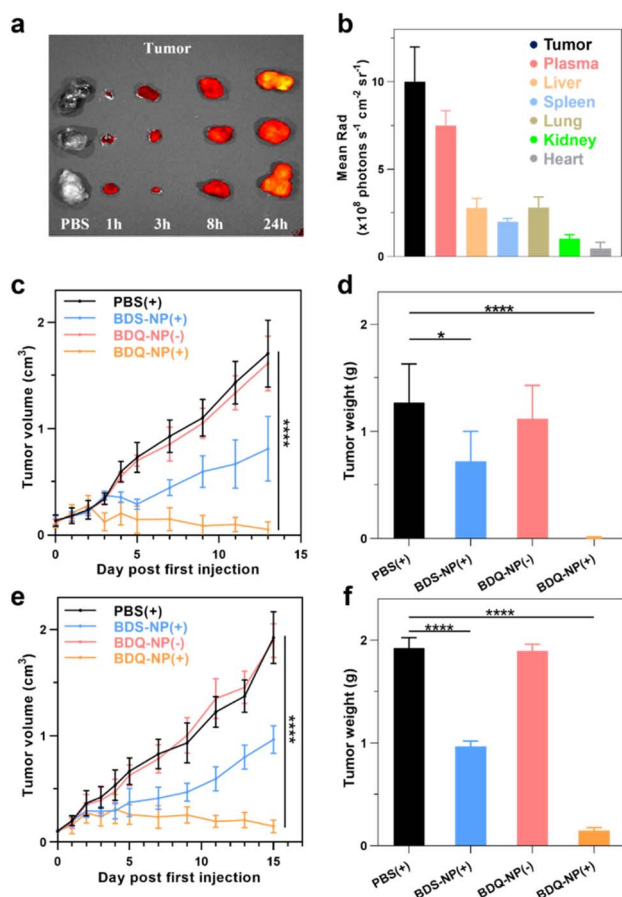 a
Tumor
PBS 1h 3h 8h 24h
b
Mean Rad
(x10⁸ photons s⁻¹ cm⁻² sr⁻¹)
10
5
0
Tumor
Plasma
Liver
Spleen
Lung
Kidney
Heart
c
Tumor volume (cm³)
2
1
0
PBS(+)
BDS-NP(+)
BDQ-NP(-)
BDQ-NP(+)
****
0 5 10 15
Day post first injection
d
Tumor weight (g)
2
1
0
****
*
PBS(+) BDS-NP(+) BDQ-NP(-) BDQ-NP(+)
e
Tumor volume (cm³)
2
1
0
PBS(+)
BDS-NP(+)
BDQ-NP(-)
BDQ-NP(+)
****
0 5 10 15
Day post first injection
f
Tumor weight (g)
2
1
0
****
****
PBS(+) BDS-NP(+) BDQ-NP(-) BDQ-NP(+)